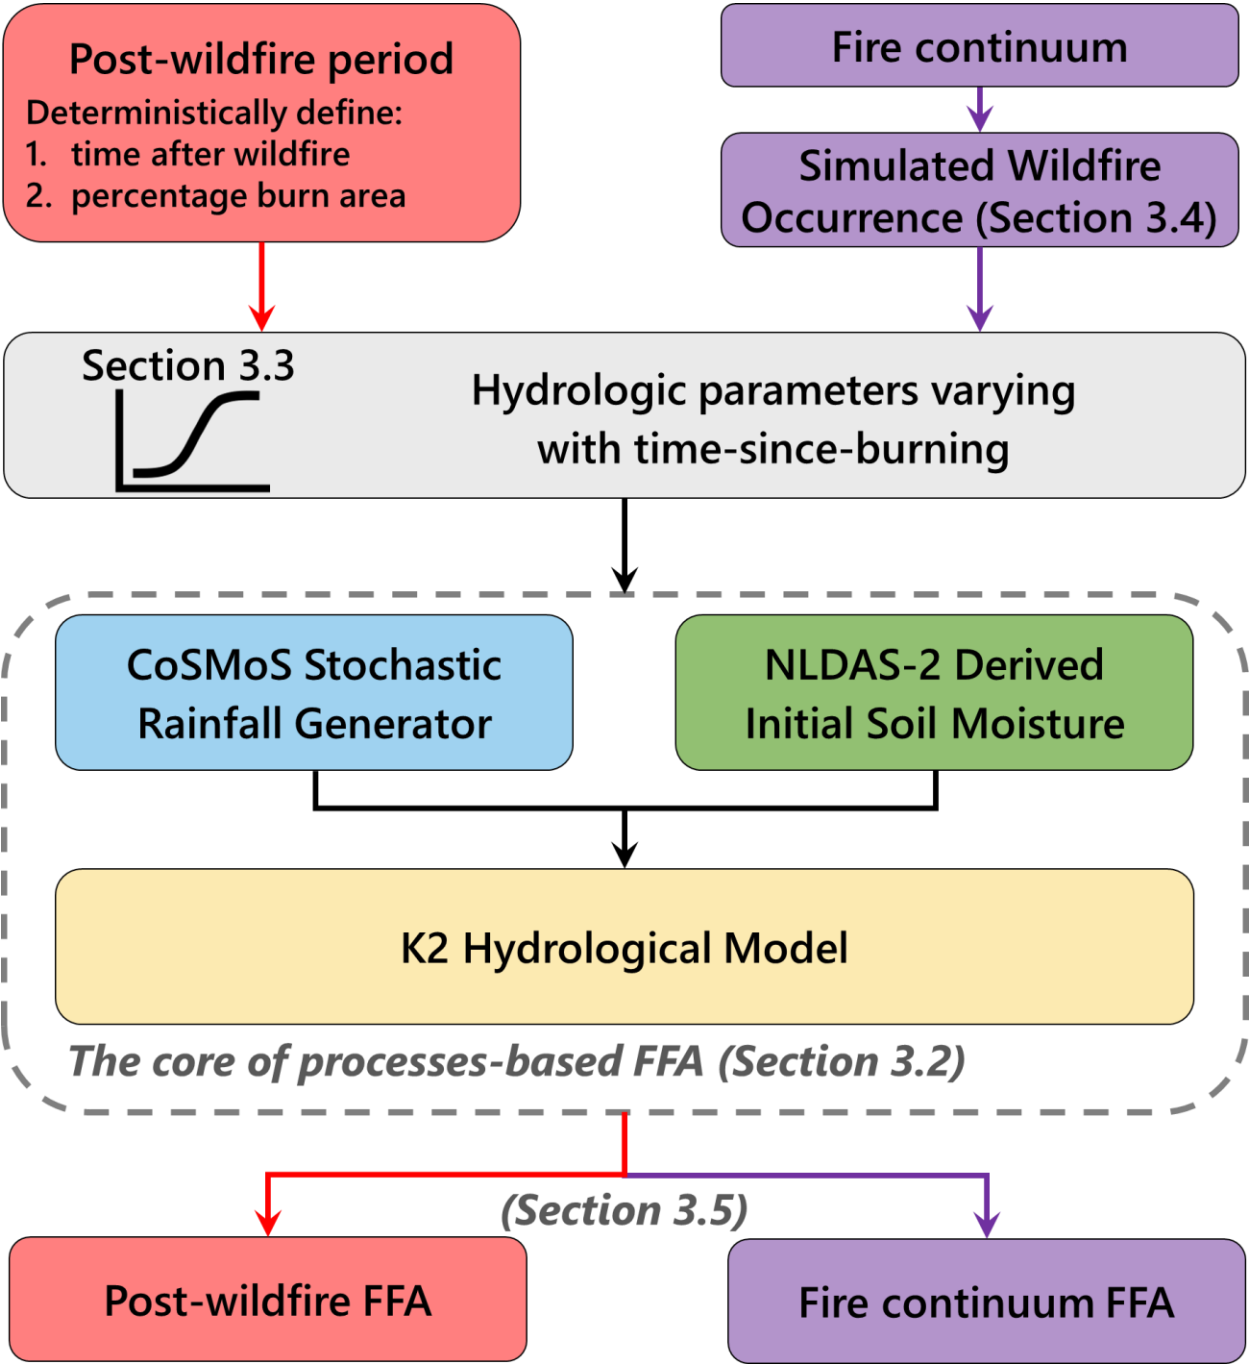 Post-wildfire period
Deterministically define:
1. time after wildfire
2. percentage burn area
Fire continuum
Simulated Wildfire
Occurrence (Section 3.4)
Section 3.3
Hydrologic parameters varying
with time-since-burning
CoSMoS Stochastic
Rainfall Generator
NLDAS-2 Derived
Initial Soil Moisture
K2 Hydrological Model
The core of processes-based FFA (Section 3.2)
(Section 3.5)
Post-wildfire FFA
Fire continuum FFA